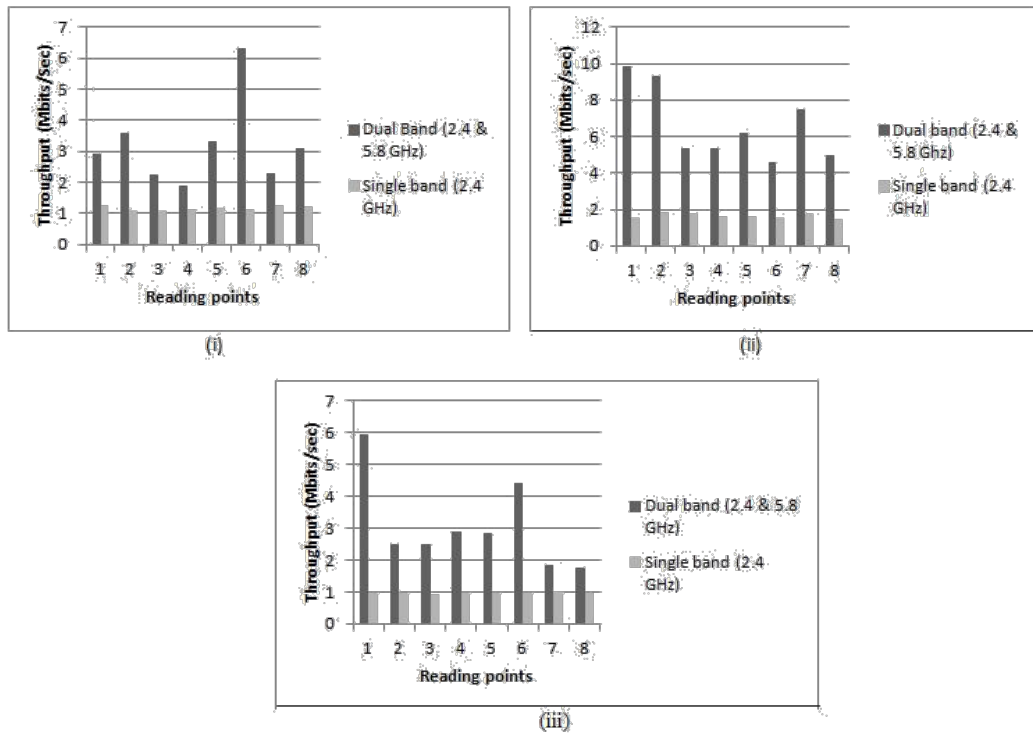 Throughput (Mbits/sec)
7
6
5
4
3
2
1
0
1 2 3 4 5 6 7 8
Reading points
Dual Band (2.4 &
5.8 GHz)
Single band (2.4
GHz)
(i)
Throughput (Mbits/sec)
12
10
8
6
4
2
0
1 2 3 4 5 6 7 8
Reading points
Dual band (2.4 &
5.8 Ghz)
Single band (2.4
GHz)
(ii)
Throughput (Mbits/sec)
7
6
5
4
3
2
1
0
1 2 3 4 5 6 7 8
Reading points
Dual band (2.4 & 5.8
GHz)
Single band (2.4
GHz)
(iii)